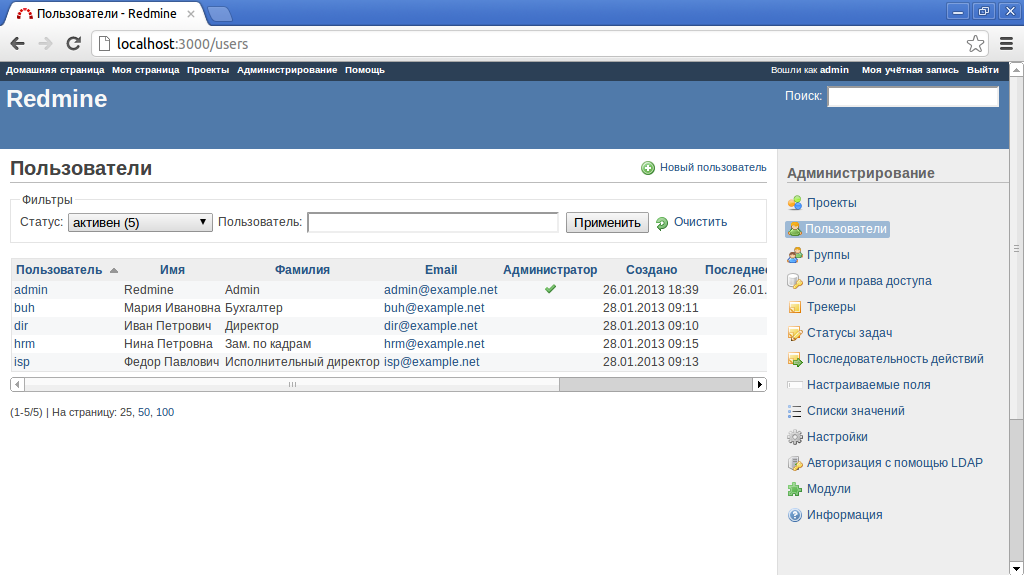 Пользователи - Redmine
localhost:3000/users
Домашняя страница Моя страница Проекты Администрирование Помощь
Вошли как admin Моя учётная запись Выйти
Redmine
Поиск:
Пользователи
Новый пользователь
Фильтры
Статус: активен (5) Пользователь: Применить Очистить
Пользователь Имя Фамилия Email Администратор Создано Последнее
admin Redmine Admin admin@example.net 26.01.2013 18:39 26.01.
buh Мария Ивановна Бухгалтер buh@example.net 28.01.2013 09:11
dir Иван Петрович Директор dir@example.net 28.01.2013 09:10
hrm Нина Петровна Зам. по кадрам hrm@example.net 28.01.2013 09:15
isp Федор Павлович Исполнительный директор isp@example.net 28.01.2013 09:13
(1-5/5) | На страницу: 25, 50, 100
Администрирование
Проекты
Пользователи
Группы
Роли и права доступа
Трекеры
Статусы задач
Последовательность действий
Настраиваемые поля
Списки значений
Настройки
Авторизация с помощью LDAP
Модули
Информация